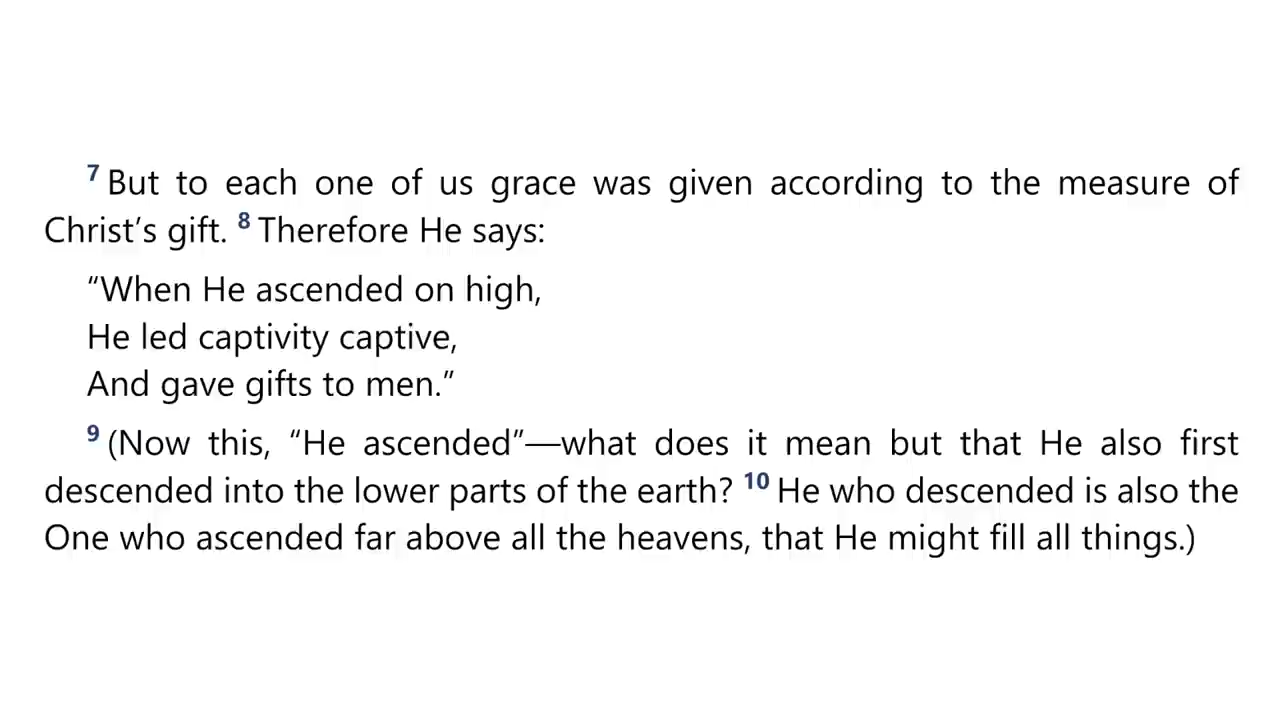 7 But to each one of us grace was given according to the measure of
Christ’s gift. 8 Therefore He says:
“When He ascended on high,
He led captivity captive,
And gave gifts to men.”
9 (Now this, “He ascended”—what does it mean but that He also first
descended into the lower parts of the earth? 10 He who descended is also the
One who ascended far above all the heavens, that He might fill all things.)